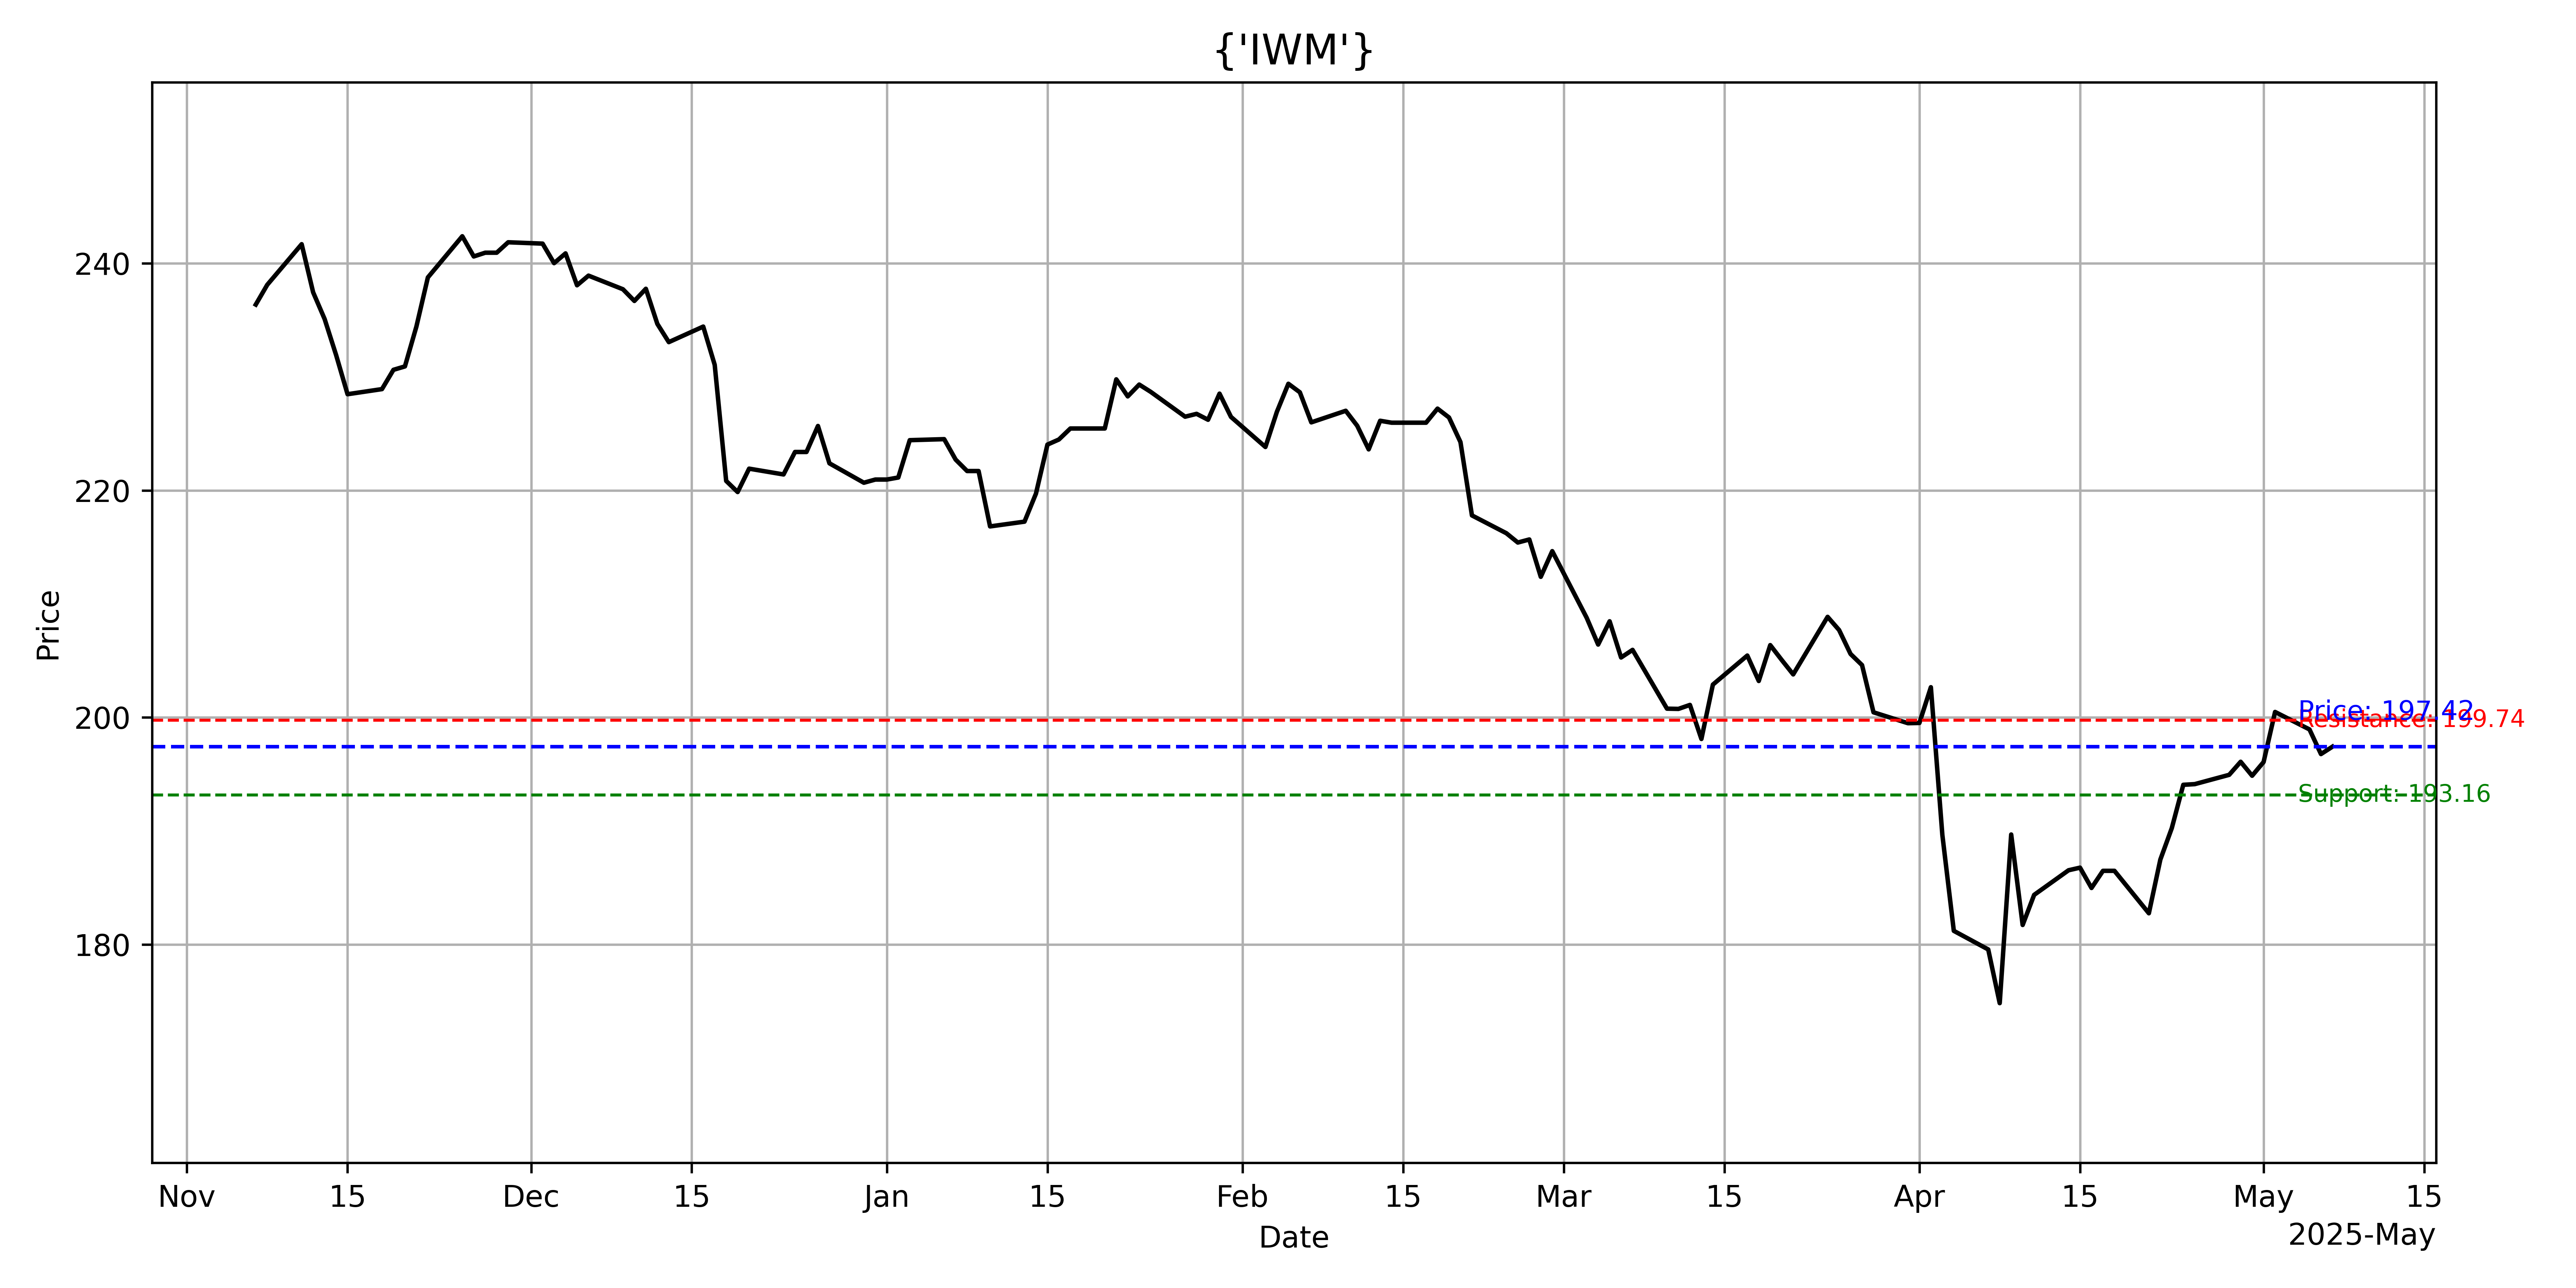 {'IWM'}
Price
240
220
200
180
Price: 197.42
Resistance: 199.74
Support: 193.16
Nov 15 Dec 15 Jan 15 Feb 15 Mar 15 Apr 15 May 15
Date
2025-May